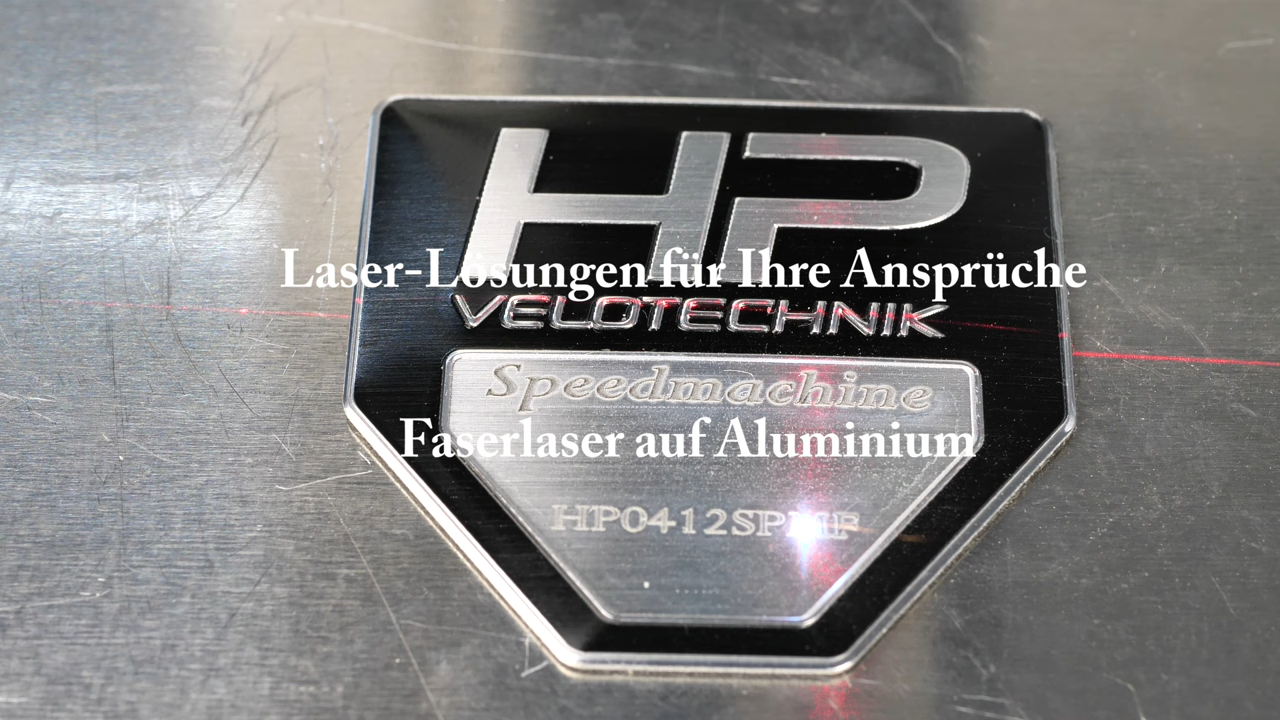 HP
Laser-Lösungen für Ihre Ansprüche
VELOTECHNIK
Speedmachine
Faserlaser auf Aluminium